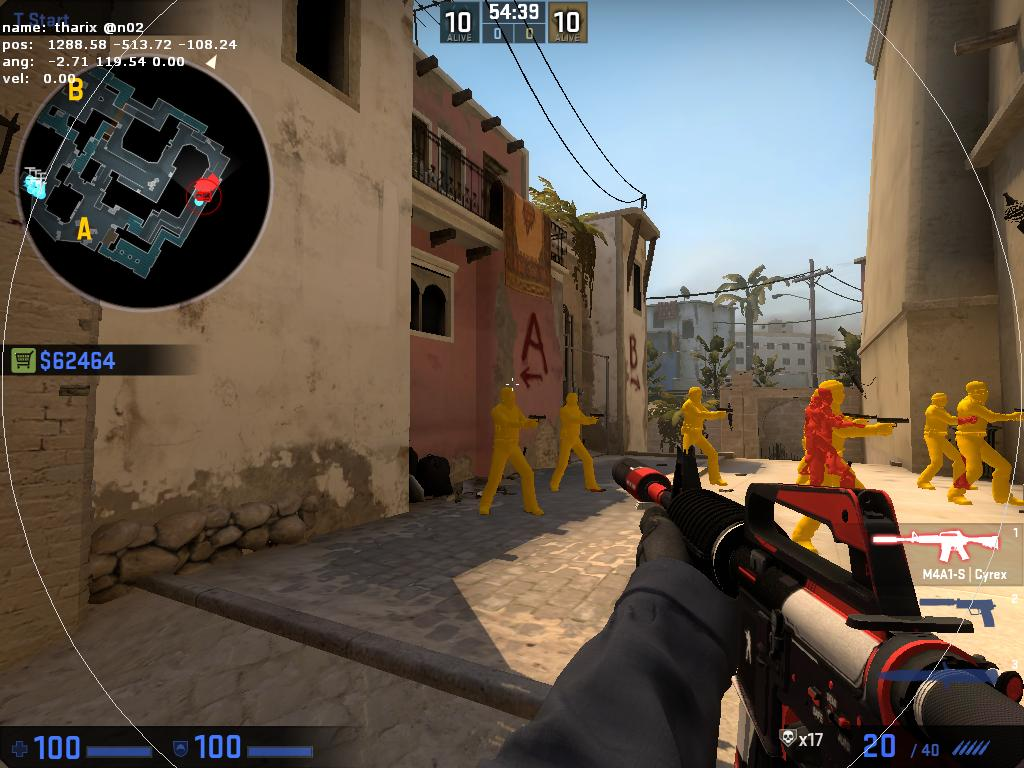 T Start
name: tharix @n02
pos: 1288.58 -513.72 -108.24
ang: -2.71 119.54 0.00
vel: 0.00
10
ALIVE
54:39
0 0
10
ALIVE
B
A
$62464
A
B
1
M4A1-S | Cyrex
2
3
100
100
x17
20 / 40